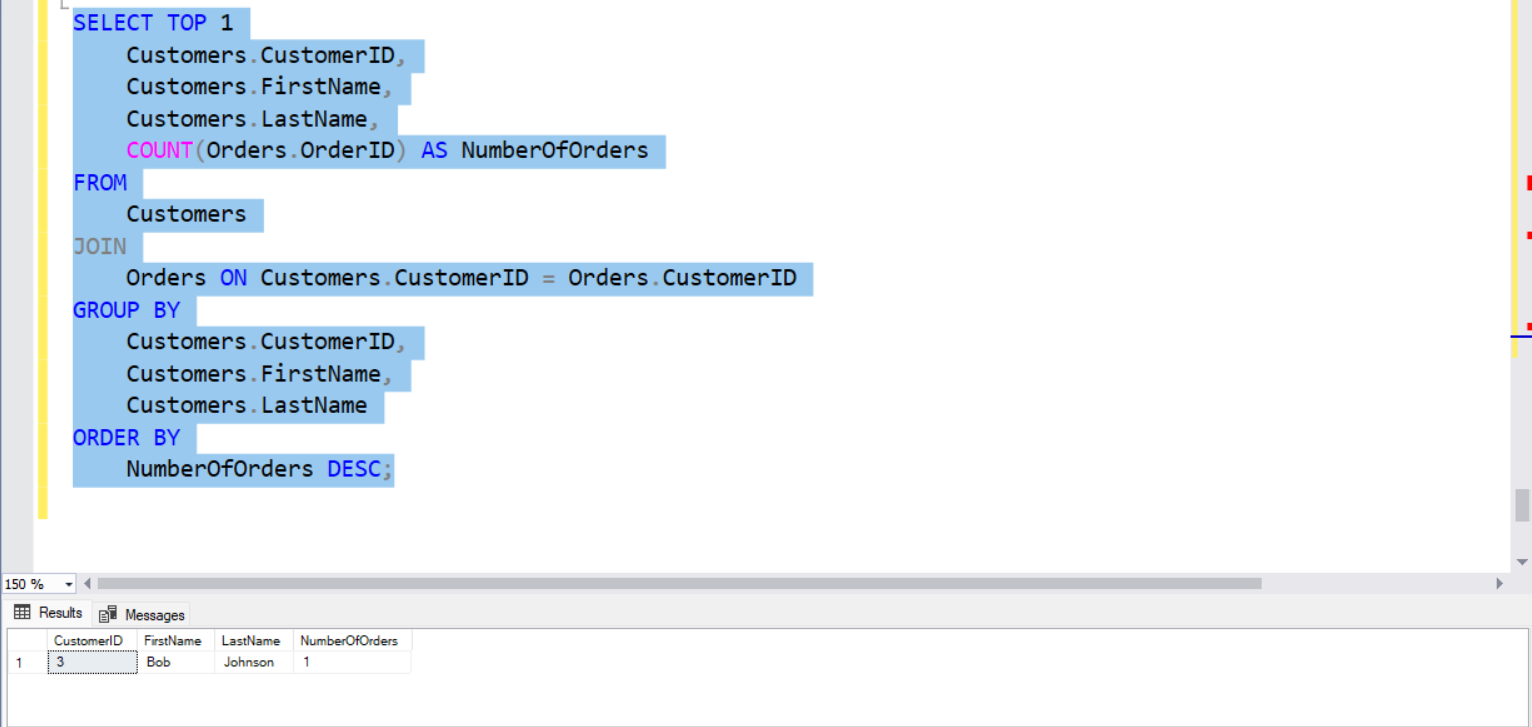 SELECT TOP 1
Customers.CustomerID,
Customers.FirstName,
Customers.LastName,
COUNT(Orders.OrderID) AS NumberOfOrders
FROM
Customers
JOIN
Orders ON Customers.CustomerID = Orders.CustomerID
GROUP BY
Customers.CustomerID,
Customers.FirstName,
Customers.LastName
ORDER BY
NumberOfOrders DESC;
150 %
Results Messages
CustomerID FirstName LastName NumberOfOrders
1 3 Bob Johnson 1